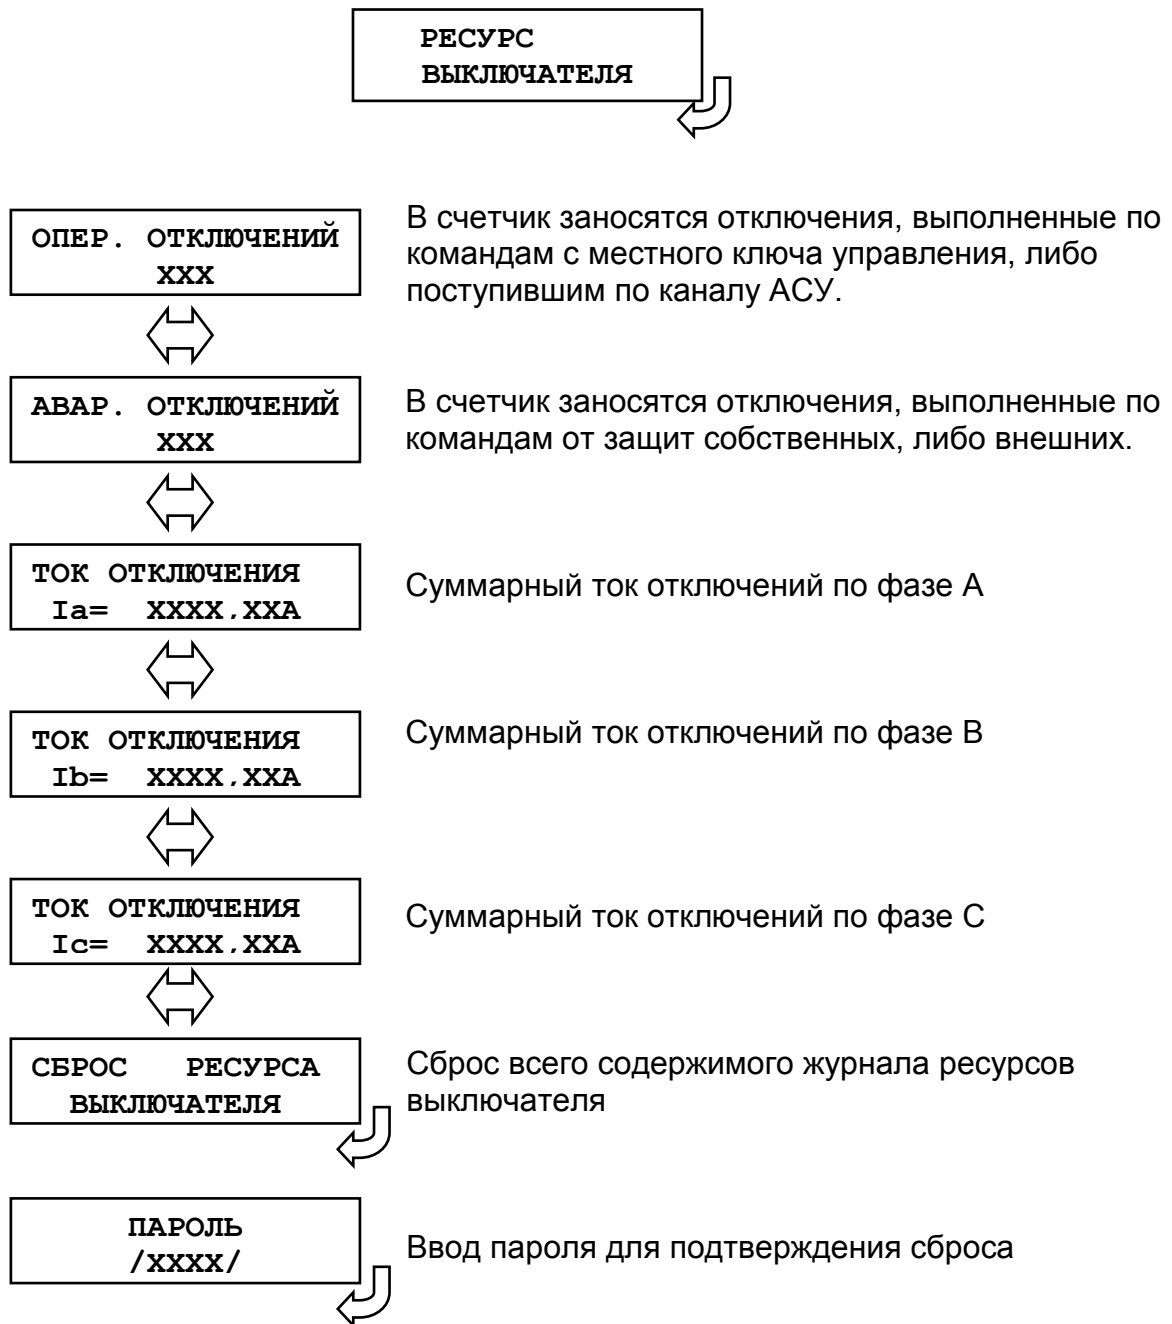 РЕСУРС
ВЫКЛЮЧАТЕЛЯ
ОПЕР. ОТКЛЮЧЕНИЙ
XXX
В счетчик заносятся отключения, выполненные по
командам с местного ключа управления, либо
поступившим по каналу АСУ.
АВАР. ОТКЛЮЧЕНИЙ
XXX
В счетчик заносятся отключения, выполненные по
командам от защит собственных, либо внешних.
ТОК ОТКЛЮЧЕНИЯ
Ia= XXXX,XXA
Суммарный ток отключений по фазе А
ТОК ОТКЛЮЧЕНИЯ
Ib= XXXX,XXA
Суммарный ток отключений по фазе В
ТОК ОТКЛЮЧЕНИЯ
Ic= XXXX,XXA
Суммарный ток отключений по фазе С
СБРОС РЕСУРСА
ВЫКЛЮЧАТЕЛЯ
Сброс всего содержимого журнала ресурсов
выключателя
ПАРОЛЬ
/XXXX/
Ввод пароля для подтверждения сброса